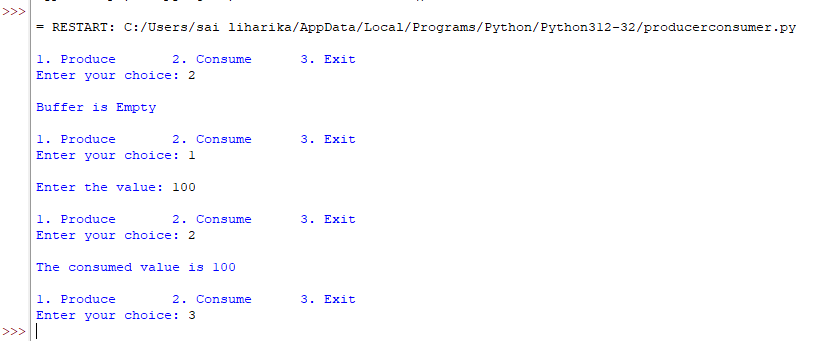 >>>
= RESTART: C:/Users/sai liharika/AppData/Local/Programs/Python/Python312-32/producerconsumer.py
1. Produce 2. Consume 3. Exit
Enter your choice: 2
Buffer is Empty
1. Produce 2. Consume 3. Exit
Enter your choice: 1
Enter the value: 100
1. Produce 2. Consume 3. Exit
Enter your choice: 2
The consumed value is 100
1. Produce 2. Consume 3. Exit
Enter your choice: 3
>>>